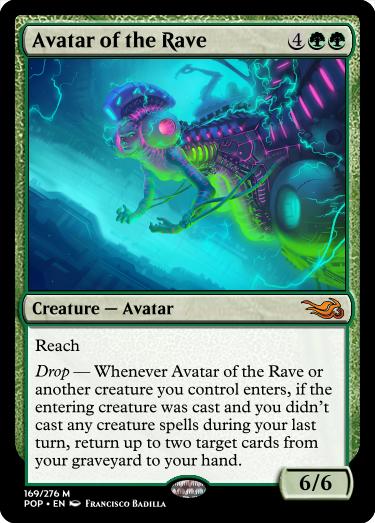 Avatar of the Rave 4
Creature — Avatar
Reach
Drop — Whenever Avatar of the Rave or
another creature you control enters, if the
entering creature was cast and you didn't
cast any creature spells during your last
turn, return up to two target cards from
your graveyard to your hand.
6/6
169/276 M
POP • EN Francisco Badilla